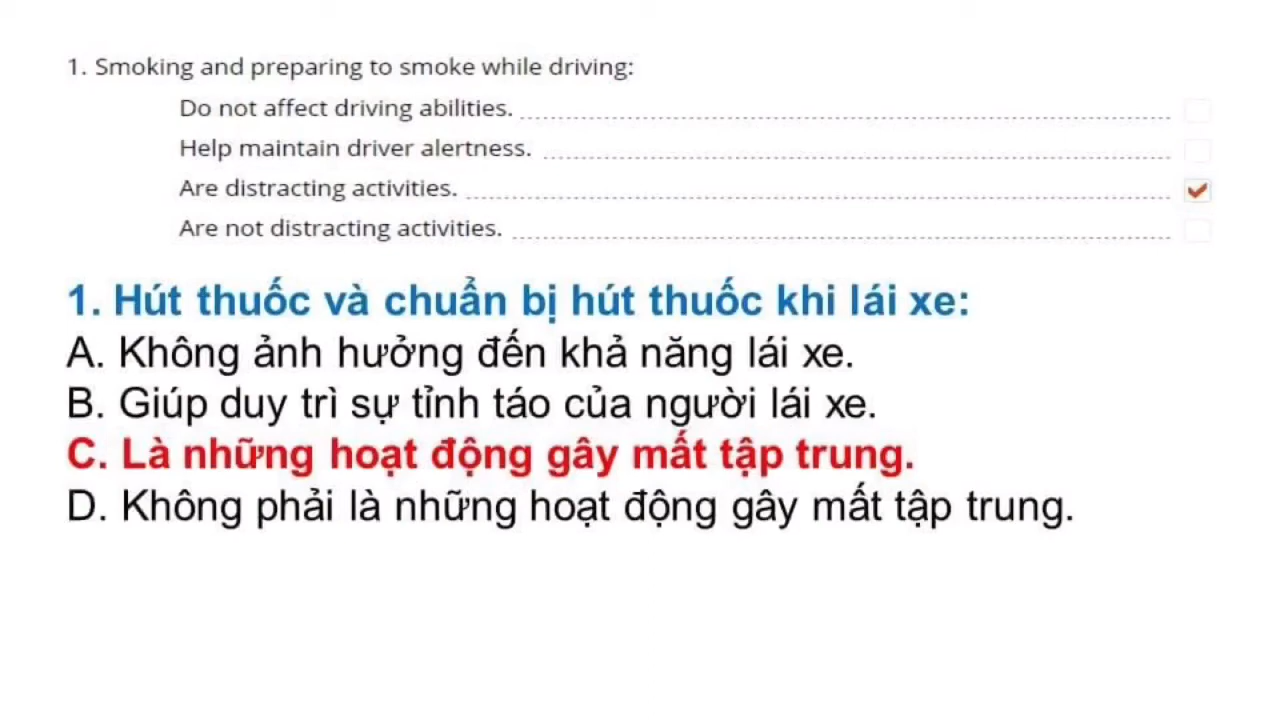 1. Smoking and preparing to smoke while driving:
Do not affect driving abilities.
Help maintain driver alertness.
Are distracting activities.
Are not distracting activities.
1. Hút thuốc và chuẩn bị hút thuốc khi lái xe:
A. Không ảnh hưởng đến khả năng lái xe.
B. Giúp duy trì sự tỉnh táo của người lái xe.
C. Là những hoạt động gây mất tập trung.
D. Không phải là những hoạt động gây mất tập trung.